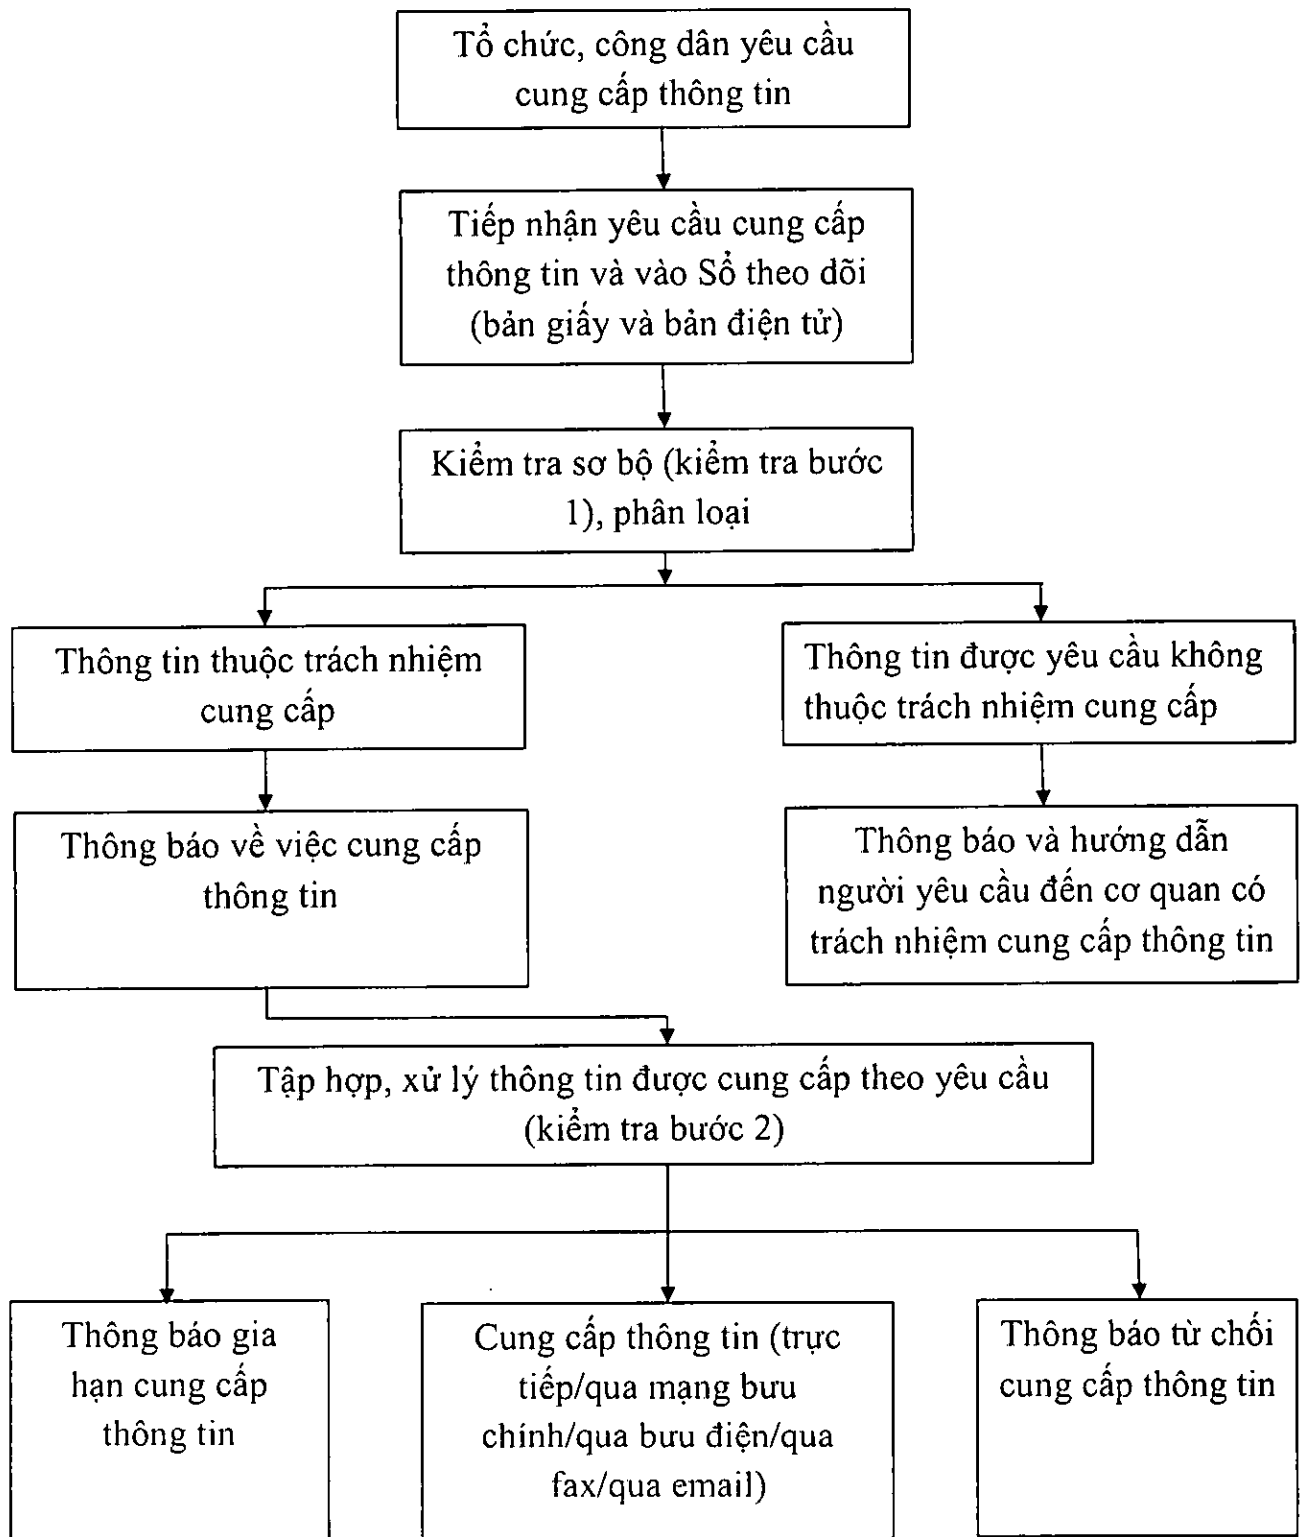 Tổ chức, công dân yêu cầu
cung cấp thông tin
Tiếp nhận yêu cầu cung cấp
thông tin và vào Sổ theo dõi
(bản giấy và bản điện tử)
Kiểm tra sơ bộ (kiểm tra bước
1), phân loại
Thông tin thuộc trách nhiệm
cung cấp
Thông tin được yêu cầu không
thuộc trách nhiệm cung cấp
Thông báo về việc cung cấp
thông tin
Thông báo và hướng dẫn
người yêu cầu đến cơ quan có
trách nhiệm cung cấp thông tin
Tập hợp, xử lý thông tin được cung cấp theo yêu cầu
(kiểm tra bước 2)
Thông báo gia
hạn cung cấp
thông tin
Cung cấp thông tin (trực
tiếp/qua mạng bưu
chính/qua bưu điện/qua
fax/qua email)
Thông báo từ chối
cung cấp thông tin